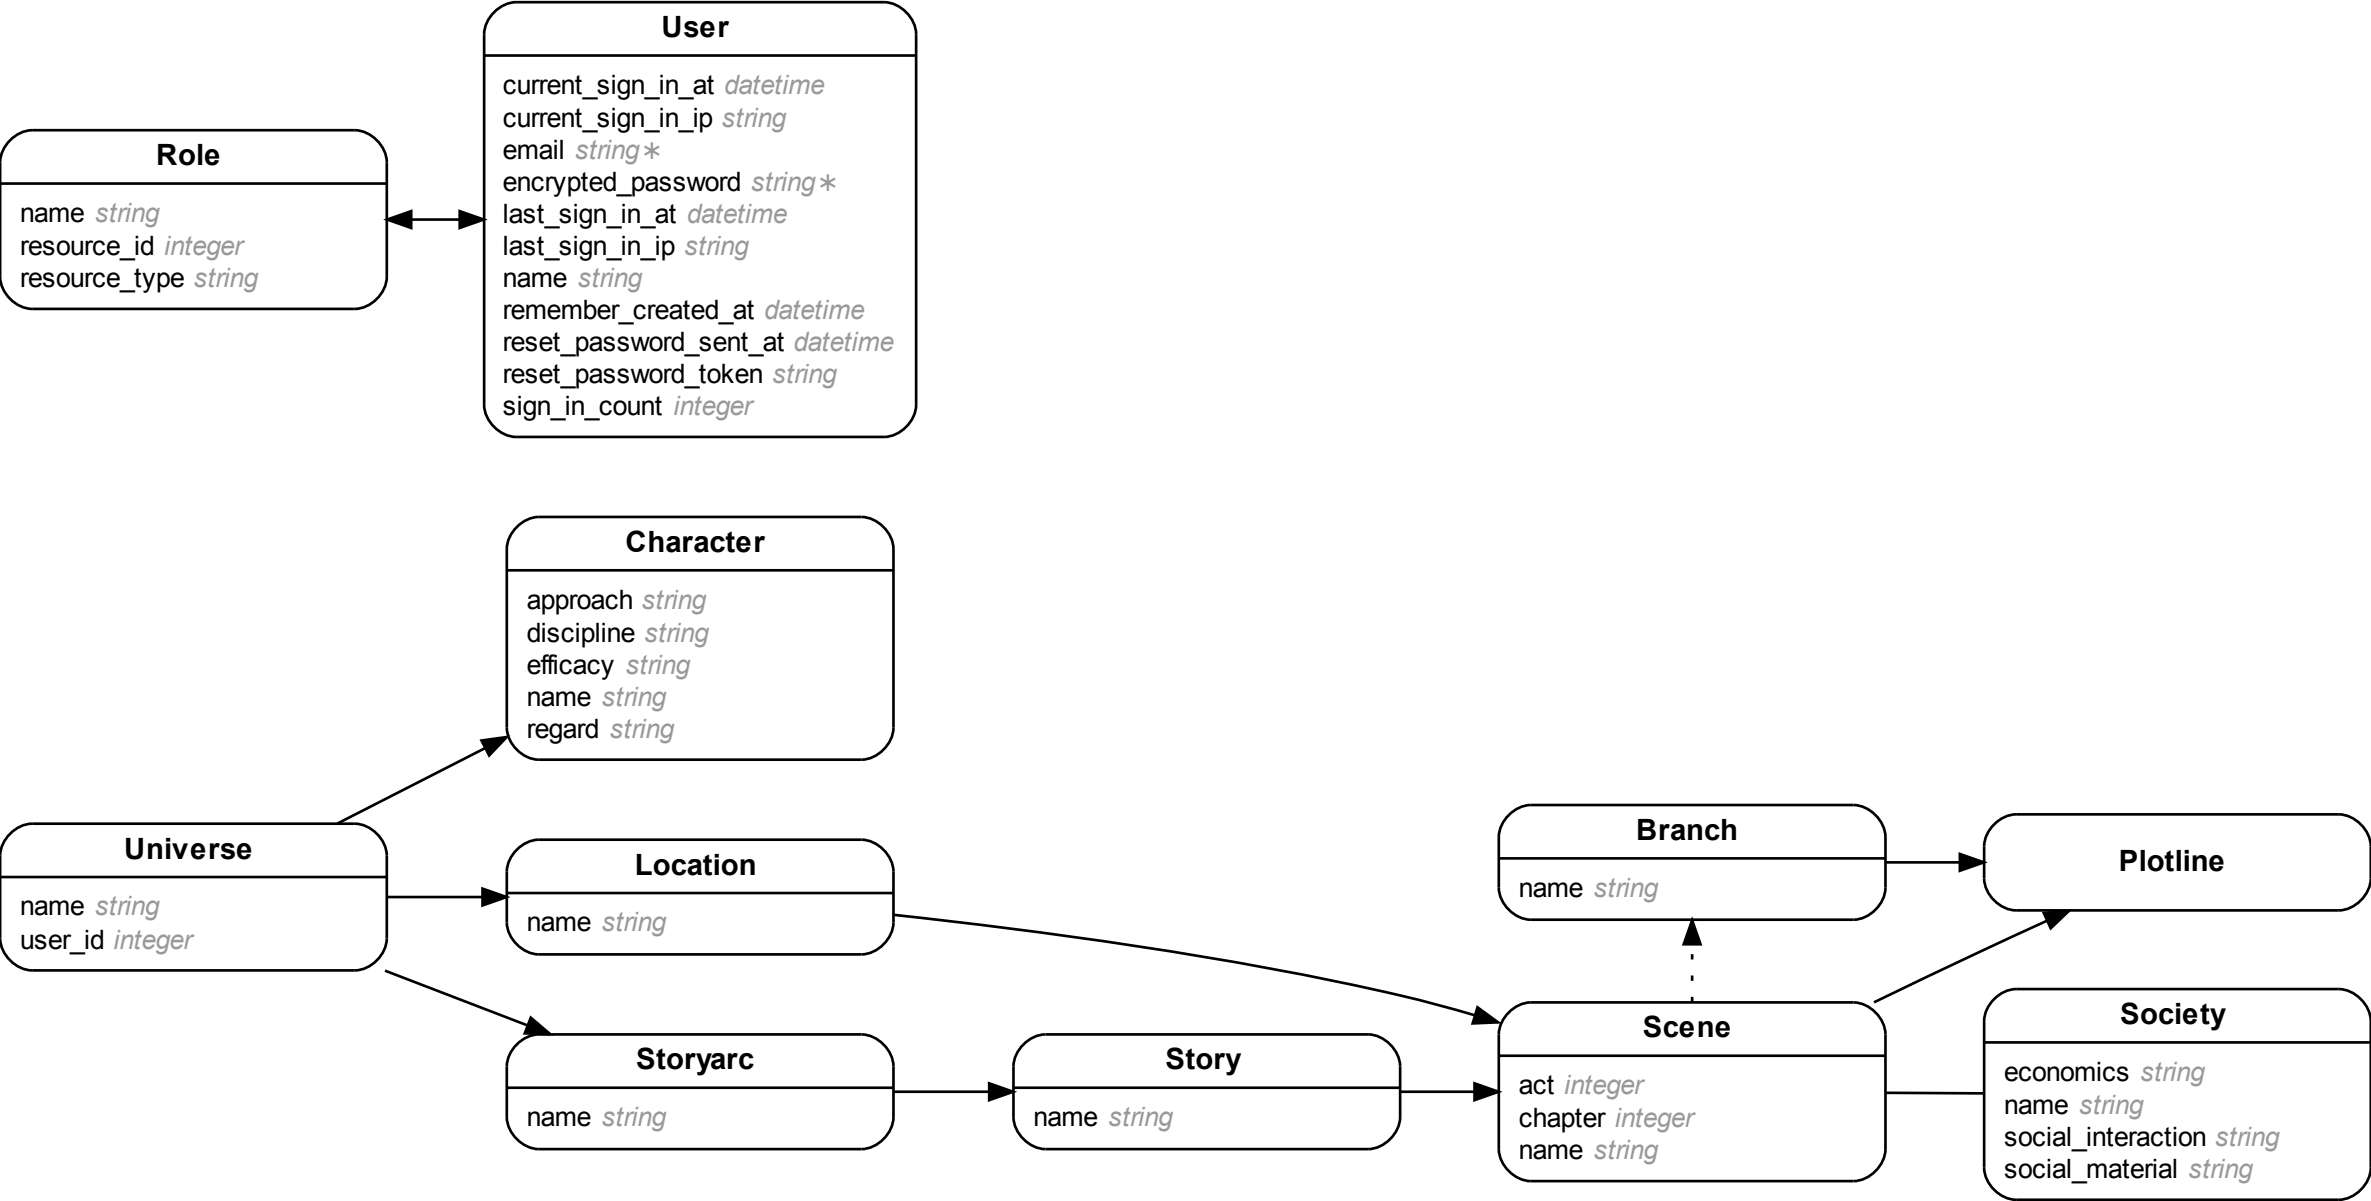 User
current_sign_in_at datetime
current_sign_in_ip string
email string∗
encrypted_password string∗
last_sign_in_at datetime
last_sign_in_ip string
name string
remember_created_at datetime
reset_password_sent_at datetime
reset_password_token string
sign_in_count integer
Role
name string
resource_id integer
resource_type string
Character
approach string
discipline string
efficacy string
name string
regard string
Universe
name string
user_id integer
Location
name string
Storyarc
name string
Story
name string
Branch
name string
Plotline
Scene
act integer
chapter integer
name string
Society
economics string
name string
social_interaction string
social_material string